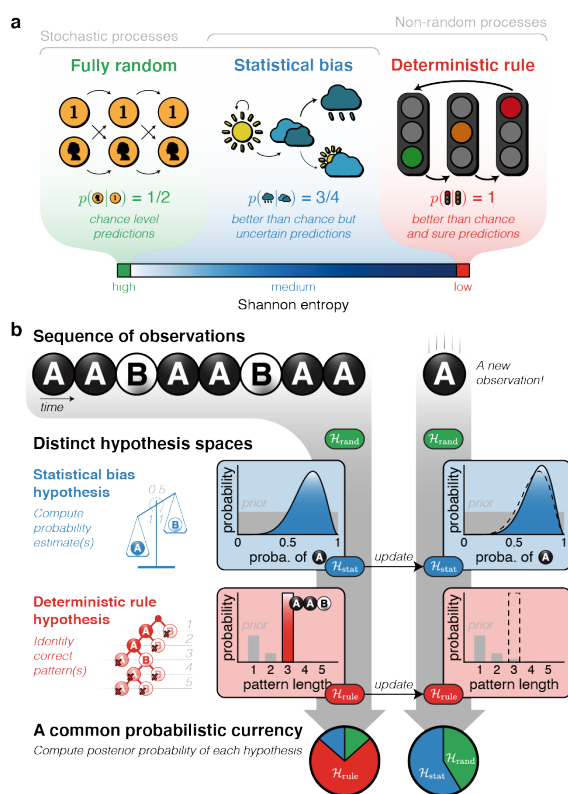 a
Stochastic processes
Non-random processes
Fully random
Statistical bias
Deterministic rule
1 1 1
p( | 1 ) = 1/2
p( | ) = 3/4
p( | ) = 1
chance level
predictions
better than chance but
uncertain predictions
better than chance
and sure predictions
high
medium
low
Shannon entropy
b
Sequence of observations
A A B A A B A A
A
time
A new
observation!
ℋrand
ℋrand
Distinct hypothesis spaces
Statistical bias
hypothesis
Compute
probability
estimate(s)
0 .5
1 1
A
B
probability
prior
0 0.5 1
proba. of A
ℋstat
update
probability
prior
0 0.5 1
proba. of A
ℋstat
Deterministic rule
hypothesis
Identify
correct
pattern(s)
1
2
3
4
5
A B
A B
A B
probability
prior
A A B
1 2 3 4 5
pattern length
ℋrule
update
probability
prior
1 2 3 4 5
pattern length
ℋrule
A common probabilistic currency
Compute posterior probability of each hypothesis
ℋrule
ℋstat
ℋrand